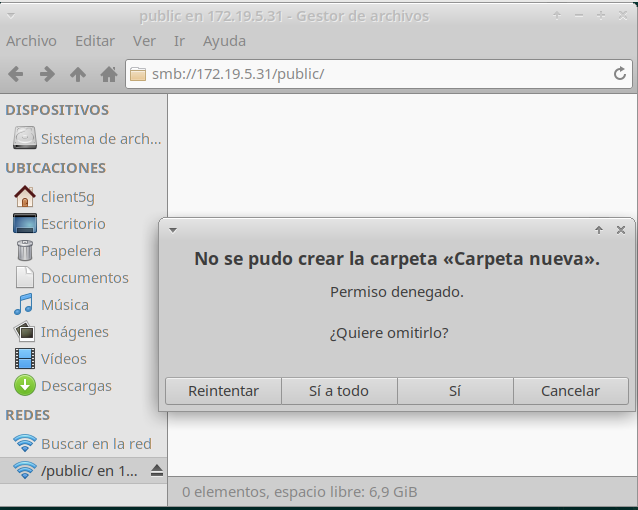 public en 172.19.5.31 - Gestor de archivos
Archivo Editar Ver Ir Ayuda
smb://172.19.5.31/public/
DISPOSITIVOS
Sistema de arch...
UBICACIONES
client5g
Escritorio
Papelera
Documentos
Música
Imágenes
Vídeos
Descargas
REDES
Buscar en la red
/public/ en 1...
No se pudo crear la carpeta «Carpeta nueva».
Permiso denegado.
¿Quiere omitirlo?
Reintentar Sí a todo Sí Cancelar
0 elementos, espacio libre: 6,9 GiB